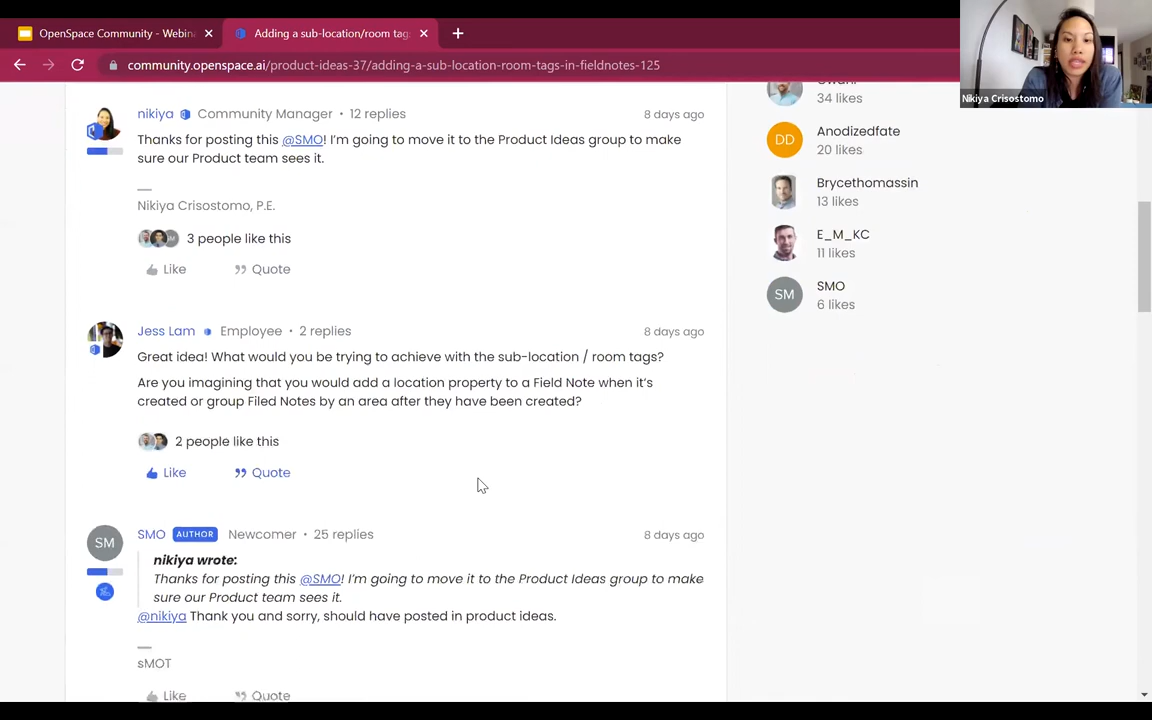 OpenSpace Community - Webin
Adding a sub-location/room tag
community.openspace.ai/product-ideas-37/adding-a-sub-location-room-tags-in-fieldnotes-125
Nikiya Crisostomo
nikiya Community Manager • 12 replies 8 days ago
Thanks for posting this @SMO! I'm going to move it to the Product Ideas group to make
sure our Product team sees it.
Nikiya Crisostomo, P.E.
3 people like this
Like Quote
Jess Lam Employee • 2 replies 8 days ago
Great idea! What would you be trying to achieve with the sub-location / room tags?
Are you imagining that you would add a location property to a Field Note when it's
created or group Filed Notes by an area after they have been created?
2 people like this
Like Quote
SM
SMO AUTHOR Newcomer • 25 replies 8 days ago
nikiya wrote:
Thanks for posting this @SMO! I'm going to move it to the Product Ideas group to make
sure our Product team sees it.
@nikiya Thank you and sorry, should have posted in product ideas.
sMOT
Like Quote
34 likes
DD
Anodizedfate
20 likes
Brycethomassin
13 likes
E_M_KC
11 likes
SM
SMO
6 likes